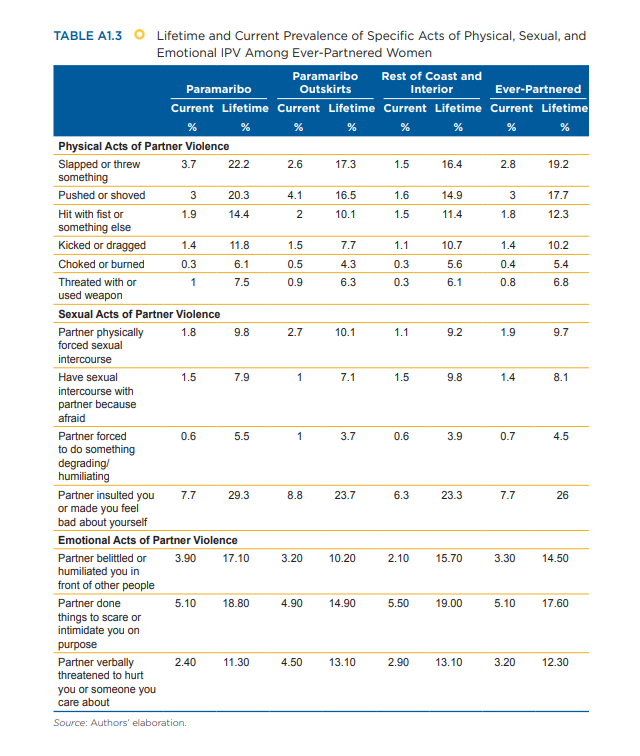 TABLE A1.3 Lifetime and Current Prevalence of Specific Acts of Physical, Sexual, and
Emotional IPV Among Ever-Partnered Women
Paramaribo Paramaribo Outskirts Rest of Coast and Interior Ever-Partnered
Current Lifetime Current Lifetime Current Lifetime Current Lifetime
% % % % % % % %
Physical Acts of Partner Violence
Slapped or threw 3.7 22.2 2.6 17.3 1.5 16.4 2.8 19.2
something
Pushed or shoved 3 20.3 4.1 16.5 1.6 14.9 3 17.7
Hit with fist or 1.9 14.4 2 10.1 1.5 11.4 1.8 12.3
something else
Kicked or dragged 1.4 11.8 1.5 7.7 1.1 10.7 1.4 10.2
Choked or burned 0.3 6.1 0.5 4.3 0.3 5.6 0.4 5.4
Threated with or 1 7.5 0.9 6.3 0.3 6.1 0.8 6.8
used weapon
Sexual Acts of Partner Violence
Partner physically 1.8 9.8 2.7 10.1 1.1 9.2 1.9 9.7
forced sexual
intercourse
Have sexual 1.5 7.9 1 7.1 1.5 9.8 1.4 8.1
intercourse with
partner because
afraid
Partner forced 0.6 5.5 1 3.7 0.6 3.9 0.7 4.5
to do something
degrading/
humiliating
Partner insulted you 7.7 29.3 8.8 23.7 6.3 23.3 7.7 26
or made you feel
bad about yourself
Emotional Acts of Partner Violence
Partner belittled or 3.90 17.10 3.20 10.20 2.10 15.70 3.30 14.50
humiliated you in
front of other people
Partner done 5.10 18.80 4.90 14.90 5.50 19.00 5.10 17.60
things to scare or
intimidate you on
purpose
Partner verbally 2.40 11.30 4.50 13.10 2.90 13.10 3.20 12.30
threatened to hurt
you or someone you
care about
Source: Authors' elaboration.